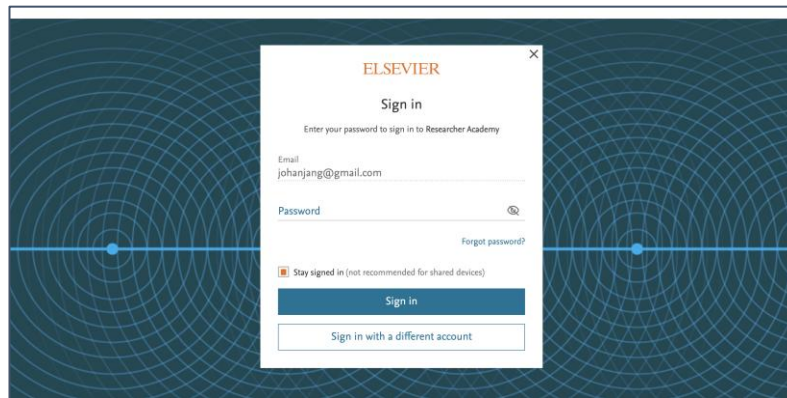 ELSEVIER
Sign in
Enter your password to sign in to Researcher Academy
Email
johanjang@gmail.com
Password
Forgot password?
Stay signed in (not recommended for shared devices)
Sign in
Sign in with a different account